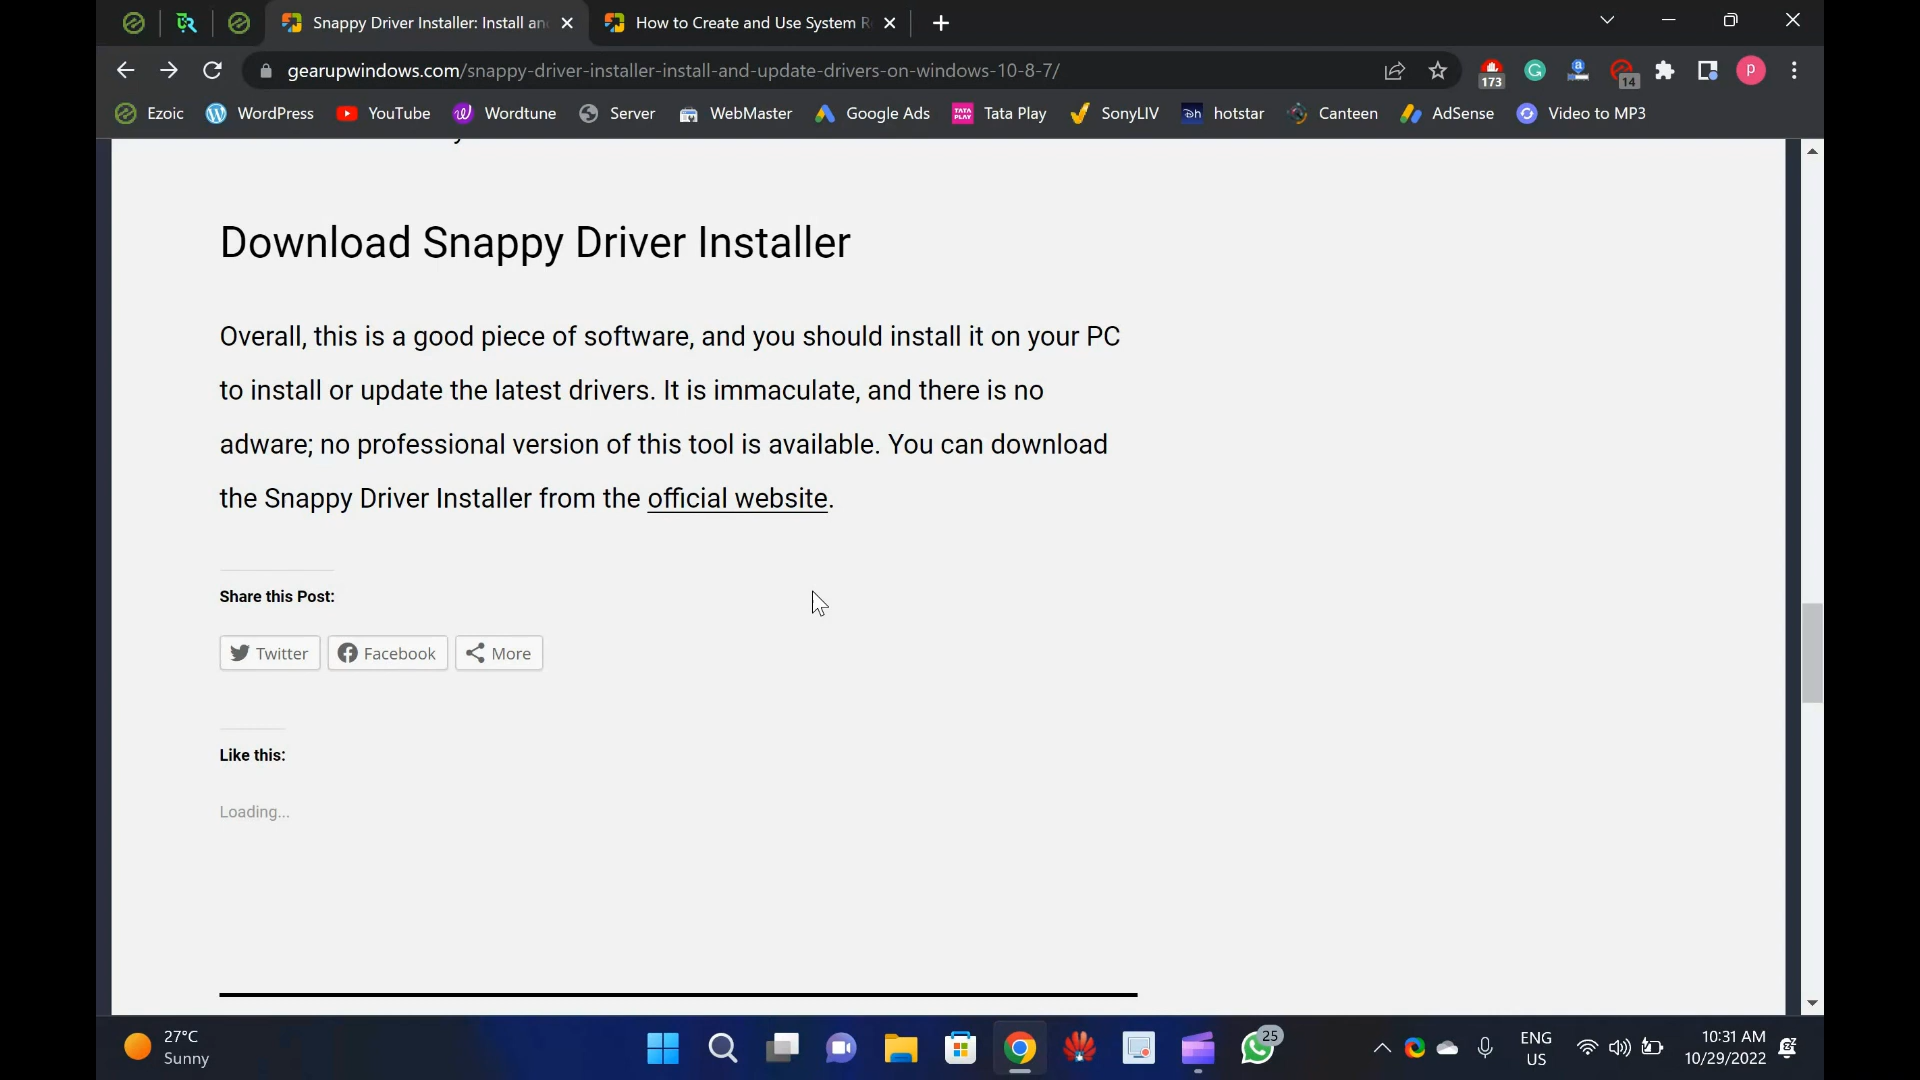 Snappy Driver Installer: Install an
How to Create and Use System R
gearupwindows.com/snappy-driver-installer-install-and-update-drivers-on-windows-10-8-7/
173
14
P
Ezoic
WordPress
YouTube
Wordtune
Server
WebMaster
Google Ads
TATA PLAY
Tata Play
SonyLIV
hotstar
Canteen
AdSense
Video to MP3
Download Snappy Driver Installer
Overall, this is a good piece of software, and you should install it on your PC
to install or update the latest drivers. It is immaculate, and there is no
adware; no professional version of this tool is available. You can download
the Snappy Driver Installer from the official website.
Share this Post:
Twitter
Facebook
More
Like this:
Loading...
27°C
Sunny
25
ENG
US
10:31 AM
10/29/2022